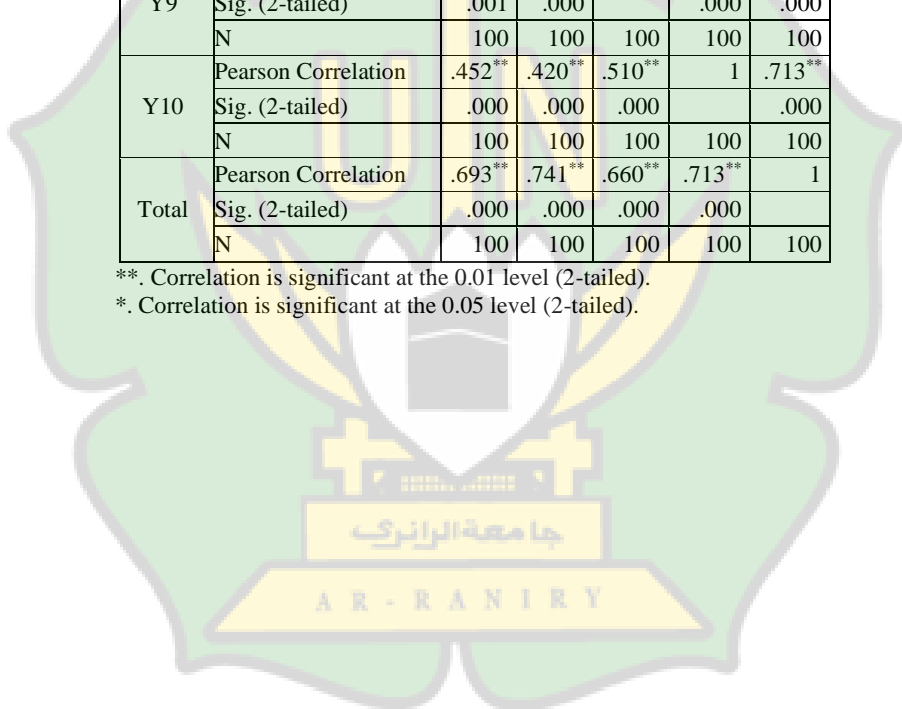 Y9 Sig. (2-tailed) .001 .000 .000 .000
N 100 100 100 100 100
Pearson Correlation .452** .420** .510** 1 .713**
Y10 Sig. (2-tailed) .000 .000 .000 .000
N 100 100 100 100 100
Pearson Correlation .693** .741** .660** .713** 1
Total Sig. (2-tailed) .000 .000 .000 .000
N 100 100 100 100 100
**. Correlation is significant at the 0.01 level (2-tailed).
*. Correlation is significant at the 0.05 level (2-tailed).
UIN
جامعة الرانري
AR-RANIRY